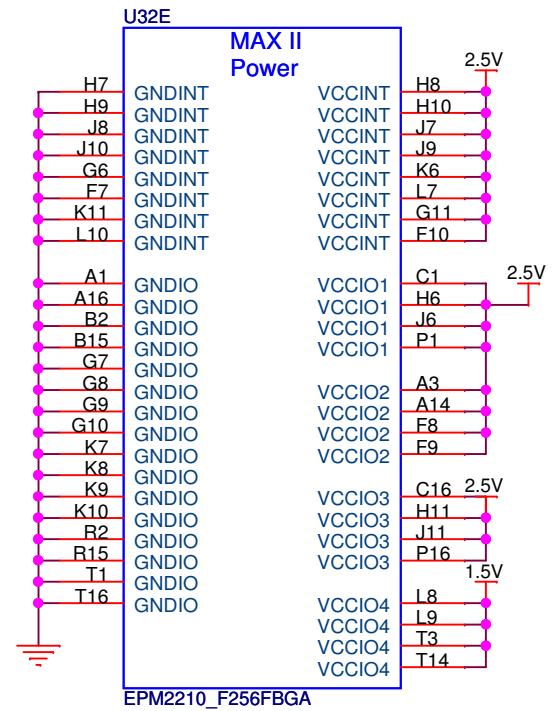 U32E
MAX II
Power
2.5V
H7 GNDINT VCCINT H8
H9 GNDINT VCCINT H10
J8 GNDINT VCCINT J7
J10 GNDINT VCCINT J9
G6 GNDINT VCCINT K6
F7 GNDINT VCCINT L7
K11 GNDINT VCCINT G11
L10 GNDINT VCCINT F10
2.5V
A1 GNDIO VCCIO1 C1
A16 GNDIO VCCIO1 H6
B2 GNDIO VCCIO1 J6
B15 GNDIO VCCIO1 P1
G7 GNDIO
G8 GNDIO VCCIO2 A3
G9 GNDIO VCCIO2 A14
G10 GNDIO VCCIO2 F8
K7 GNDIO VCCIO2 F9
K8 GNDIO
K9 GNDIO VCCIO3 C16 2.5V
K10 GNDIO VCCIO3 H11
R2 GNDIO VCCIO3 J11
R15 GNDIO VCCIO3 P16
T1 GNDIO 1.5V
T16 GNDIO VCCIO4 L8
VCCIO4 L9
VCCIO4 T3
VCCIO4 T14
EPM2210_F256FBGA